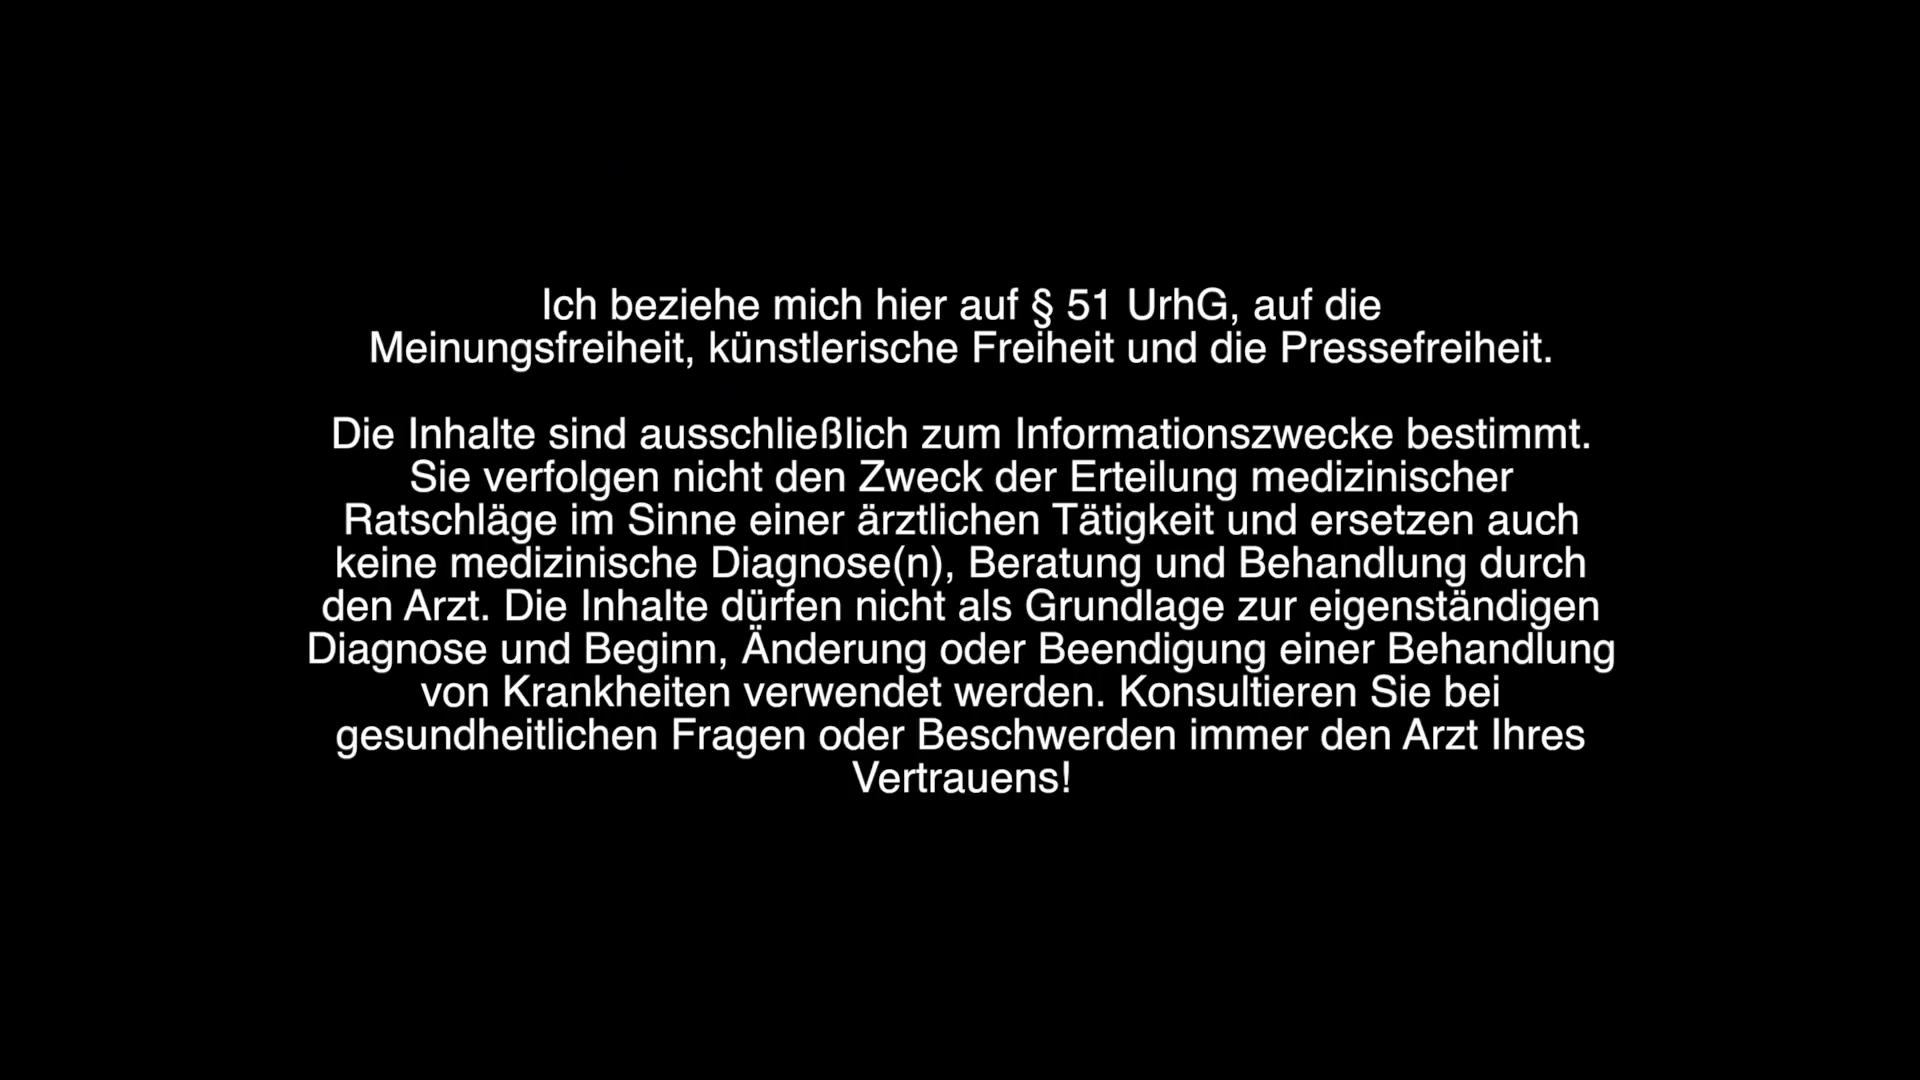 Ich beziehe mich hier auf § 51 UrhG, auf die
Meinungsfreiheit, künstlerische Freiheit und die Pressefreiheit.
Die Inhalte sind ausschließlich zum Informationszwecke bestimmt.
Sie verfolgen nicht den Zweck der Erteilung medizinischer
Ratschläge im Sinne einer ärztlichen Tätigkeit und ersetzen auch
keine medizinische Diagnose(n), Beratung und Behandlung durch
den Arzt. Die Inhalte dürfen nicht als Grundlage zur eigenständigen
Diagnose und Beginn, Änderung oder Beendigung einer Behandlung
von Krankheiten verwendet werden. Konsultieren Sie bei
gesundheitlichen Fragen oder Beschwerden immer den Arzt Ihres
Vertrauens!